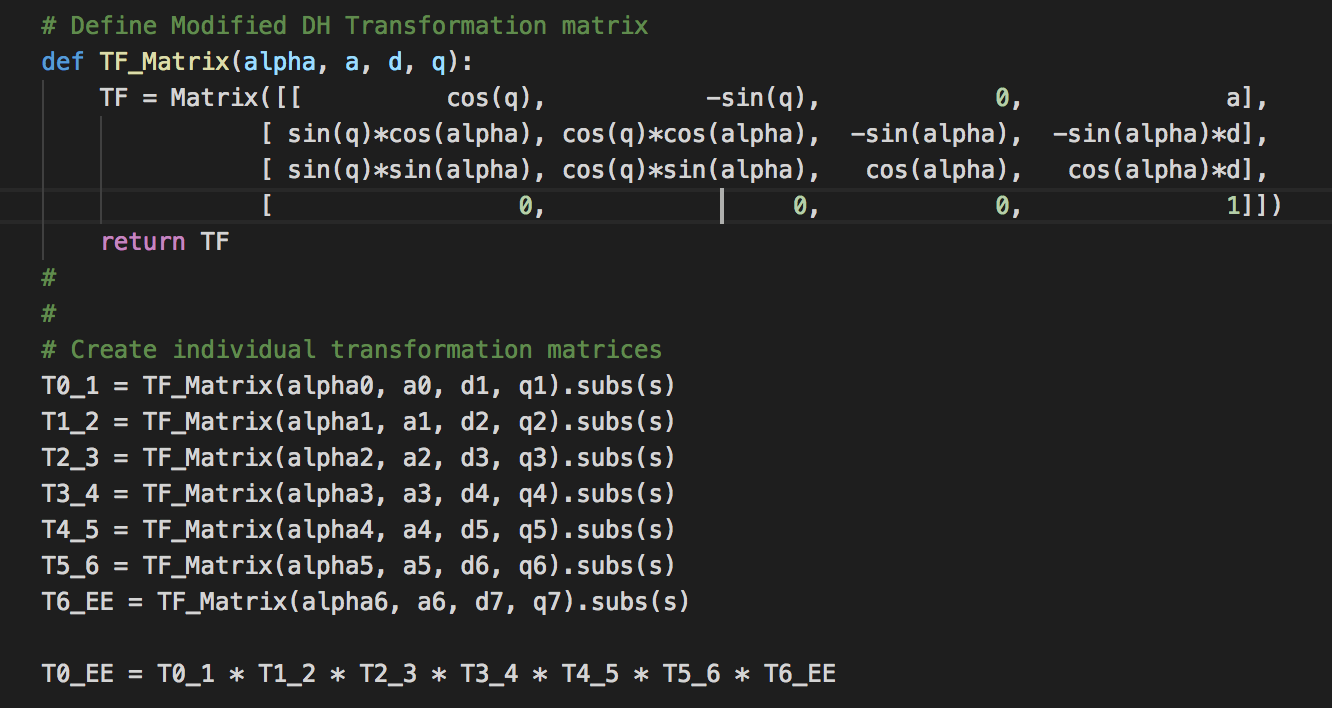 # Define Modified DH Transformation matrix
def TF_Matrix(alpha, a, d, q):
    TF = Matrix([[          cos(q),           -sin(q),            0,              a],
               [ sin(q)*cos(alpha), cos(q)*cos(alpha),  -sin(alpha),  -sin(alpha)*d],
               [ sin(q)*sin(alpha), cos(q)*sin(alpha),   cos(alpha),   cos(alpha)*d],
               [                 0,                 0,            0,              1]])
    return TF
#
#
# Create individual transformation matrices
T0_1 = TF_Matrix(alpha0, a0, d1, q1).subs(s)
T1_2 = TF_Matrix(alpha1, a1, d2, q2).subs(s)
T2_3 = TF_Matrix(alpha2, a2, d3, q3).subs(s)
T3_4 = TF_Matrix(alpha3, a3, d4, q4).subs(s)
T4_5 = TF_Matrix(alpha4, a4, d5, q5).subs(s)
T5_6 = TF_Matrix(alpha5, a5, d6, q6).subs(s)
T6_EE = TF_Matrix(alpha6, a6, d7, q7).subs(s)

T0_EE = T0_1 * T1_2 * T2_3 * T3_4 * T4_5 * T5_6 * T6_EE